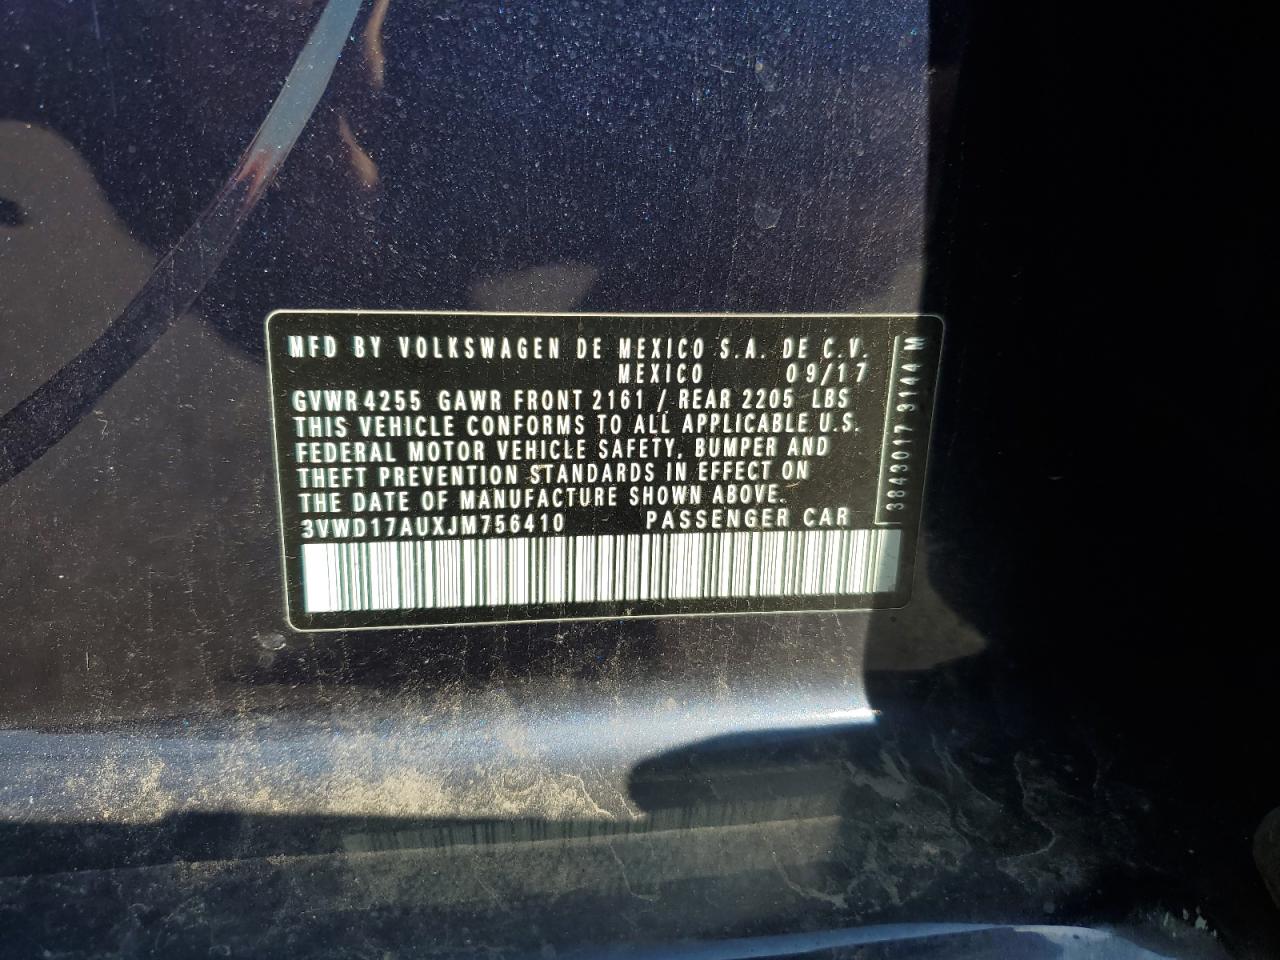 MFD BY VOLKSWAGEN DE MEXICO S.A. DE C.V.
MEXICO 09/17
GVWR 4255 GAWR FRONT 2161 / REAR 2205 LBS
THIS VEHICLE CONFORMS TO ALL APPLICABLE U.S.
FEDERAL MOTOR VEHICLE SAFETY, BUMPER AND
THEFT PREVENTION STANDARDS IN EFFECT ON
THE DATE OF MANUFACTURE SHOWN ABOVE.
3VWD17AUXJM756410 PASSENGER CAR
3843017 3144 M